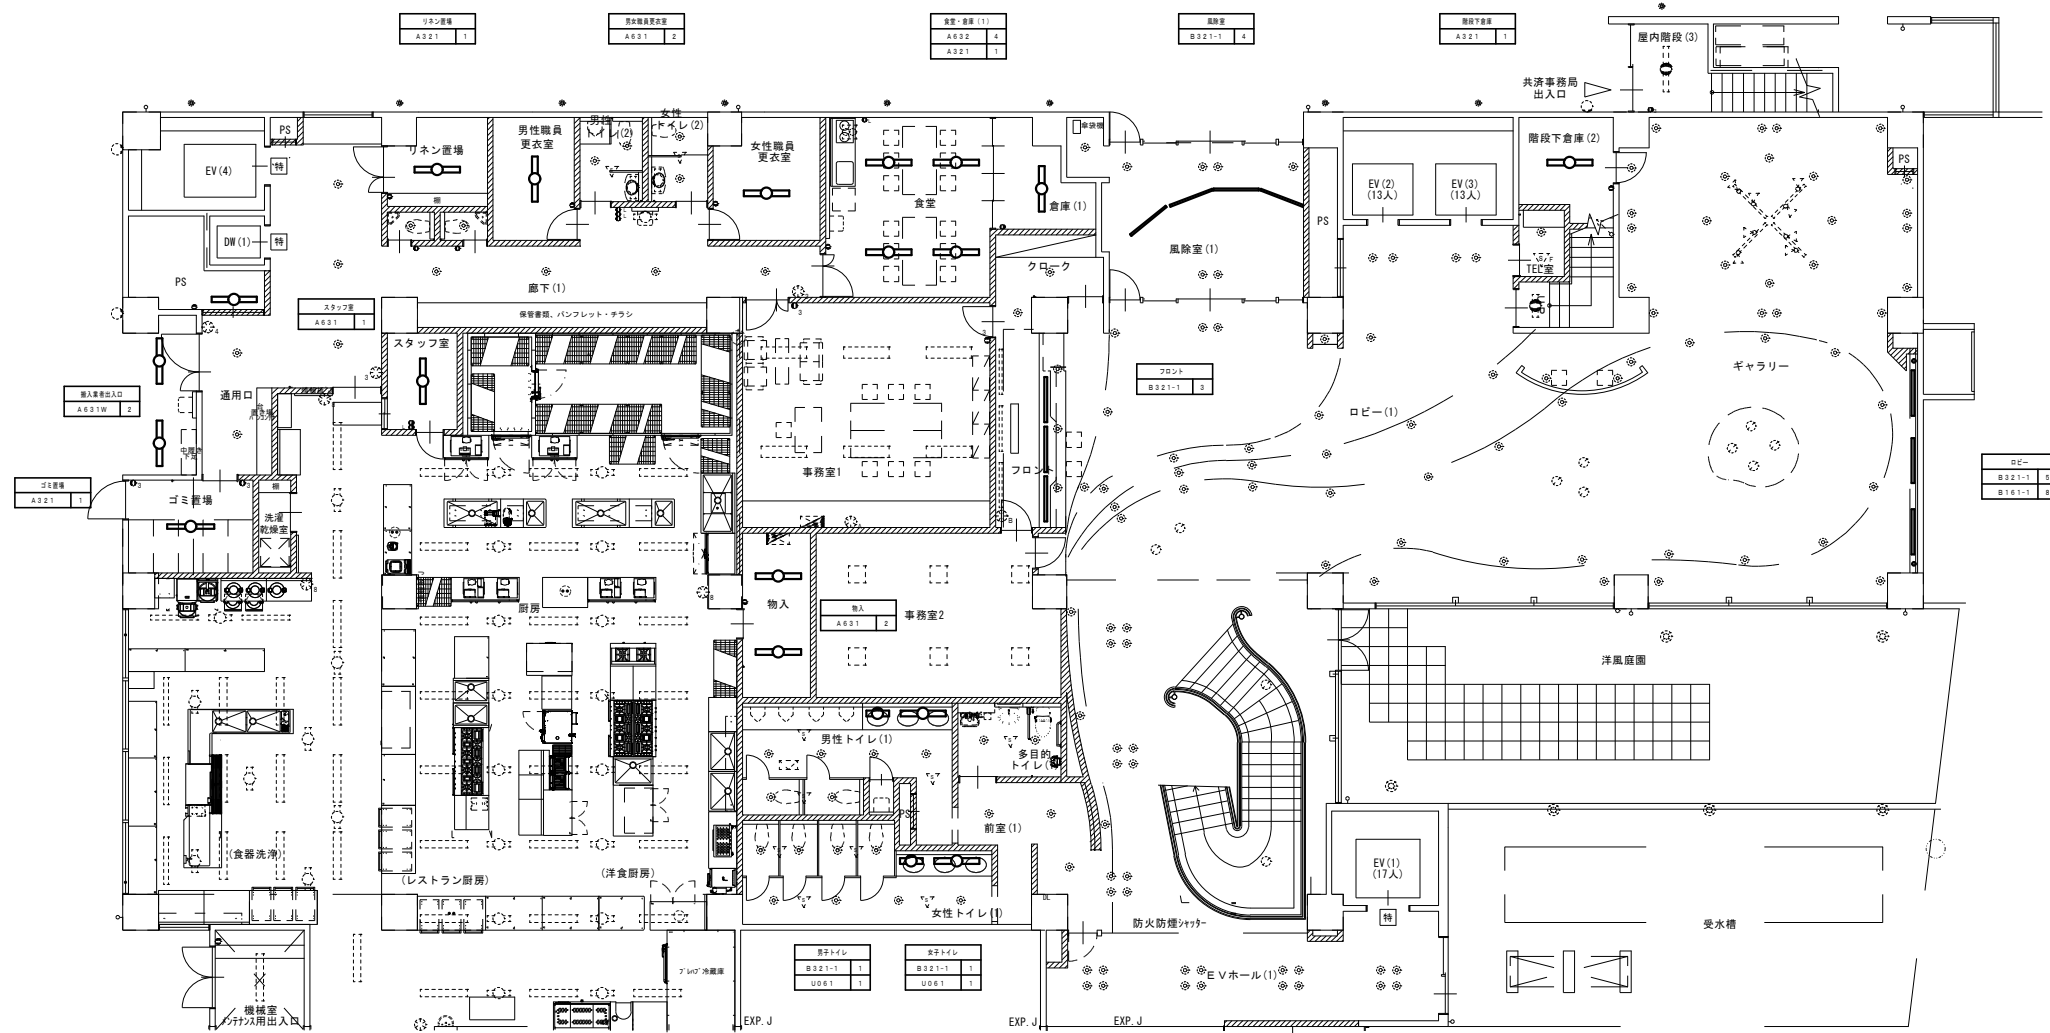 リネン置場
A321 1
男女職員更衣室
A631 2
食堂・倉庫(1)
A632 4
A321 1
風除室
B321-1 4
階段下倉庫
A321 1
屋内階段(3)
共済事務局
出入口
PS
EV(4)
特
リネン置場
棚
男性職員
更衣室
男性
トイレ(2)
女性
トイレ(2)
女性職員
更衣室
食堂
倉庫(1)
傘袋機
風除室(1)
PS
EV(2)
(13人)
EV(3)
(13人)
階段下倉庫(2)
PS
DW(1)
特
PS
TEL室
クローク
廊下(1)
スタッフ室
A631 1
保管書類、パンフレット・チラシ
スタッフ室
通用口
搬入業者出入口
A631W 2
フロント
B321-1 3
ロビー(1)
ギャラリー
事務室1
フロント
ゴミ置場
A321 1
ゴミ置場
棚
洗濯
乾燥室
ロビー
B321-1 5
B161-1 8
厨房
物入
物入
A631 2
事務室2
洋風庭園
男性トイレ(1)
多目的
PS
前室(1)
(食器洗浄)
(レストラン厨房)
(洋食厨房)
女性トイレ(1)
DL
EV(1)
(17人)
特
防火防煙シャッター
受水槽
男子トイレ
B321-1 1
U061 1
女子トイレ
B321-1 1
U061 1
プレハブ冷蔵庫
EVホール(1)
機械室
メンテナンス用出入口
EXP.J
EXP.J
EXP.J